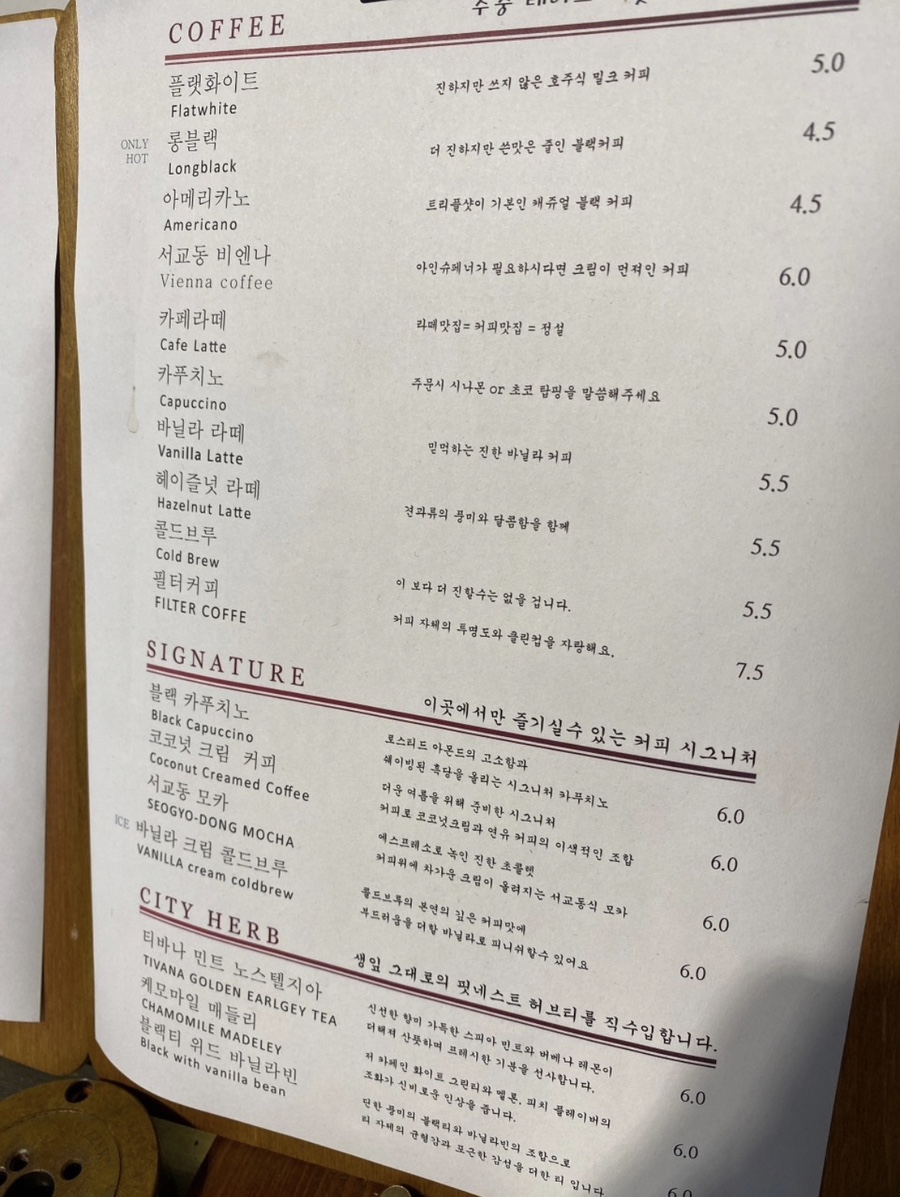 COFFEE
플랫화이트
Flatwhite
진하지만 쓰지 않은 호주식 밀크 커피
5.0
ONLY
HOT
롱블랙
Longblack
더 진하지만 쓴맛은 줄인 블랙커피
4.5
아메리카노
Americano
트리플샷이 기본인 캐쥬얼 블랙 커피
4.5
서교동 비엔나
Vienna coffee
아인슈페너가 필요하시다면 크림이 먼저인 커피
6.0
카페라떼
Cafe Latte
라떼맛집= 커피맛집 = 정설
5.0
카푸치노
Capuccino
주문시 시나몬 or 초코 탑핑을 말씀해주세요
5.0
바닐라 라떼
Vanilla Latte
믿먹하는 진한 바닐라 커피
5.5
헤이즐넛 라떼
Hazelnut Latte
견과류의 풍미와 달콤함을 함께
5.5
콜드브루
Cold Brew
이 보다 더 진할수는 없을 겁니다.
5.5
필터커피
FILTER COFFE
커피 자체의 투명도와 클린컵을 자랑해요.
7.5
SIGNATURE
이곳에서만 즐기실수 있는 커피 시그니처
블랙 카푸치노
Black Capuccino
로스티드 아몬드의 고소함과
쉐이빙된 흑당을 올리는 시그니처 카푸치노
6.0
코코넛 크림 커피
Coconut Creamed Coffee
더운 여름을 위해 준비한 시그니처
커피로 코코넛크림과 연유 커피의 이색적인 조합
6.0
서교동 모카
SEOGYO-DONG MOCHA
에스프레소로 녹인 진한 초콜렛
커피위에 차가운 크림이 올려지는 서교동식 모카
6.0
ICE
바닐라 크림 콜드브루
VANILLA cream coldbrew
콜드브루의 본연의 깊은 커피맛에
부드러움을 더할 바닐라로 피니쉬할수 있어요
6.0
CITY HERB
생잎 그대로의 핏네스트 허브티를 직수입합니다.
티바나 민트 노스텔지아
TIVANA GOLDEN EARLGEY TEA
신선한 향미 가득한 스피아 민트와 버베나 레몬이
더해져 산뜻하며 프레시한 기분을 선사합니다.
6.0
케모마일 매들리
CHAMOMILE MADELEY
저 카페인 화이트 그린티와 멜론, 피치 플레이버의
조화가 신비로운 인상을 줍니다.
6.0
블랙티 위드 바닐라빈
Black with vanilla bean
진한 풍미의 블랙티와 바닐라빈의 조합으로
티 자체의 균형감과 포근한 감성을 더한 티 입니다
6.0